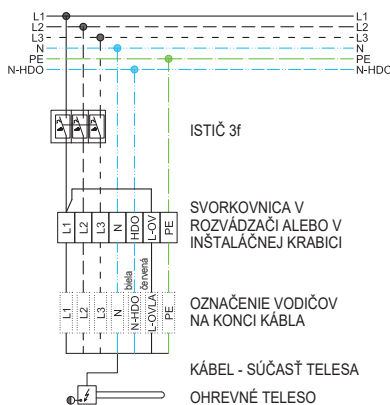 L1 L1
L2 L2
L3 L3
N N
PE PE
N-HDO N-HDO
ISTIČ 3f
SVORKOVNICA V
ROZVÁDZAČI ALEBO V
INŠTALÁČNEJ KRABICI
L1 L2 L3 N HDO L-OV PE
biela červená
OZNAČENIE VODIČOV
NA KONCI KÁBLA
L1 L2 L3 N N-HDO L-OVLA PE
KÁBEL - SÚČASŤ TELESA
OHREVNÉ TELESO